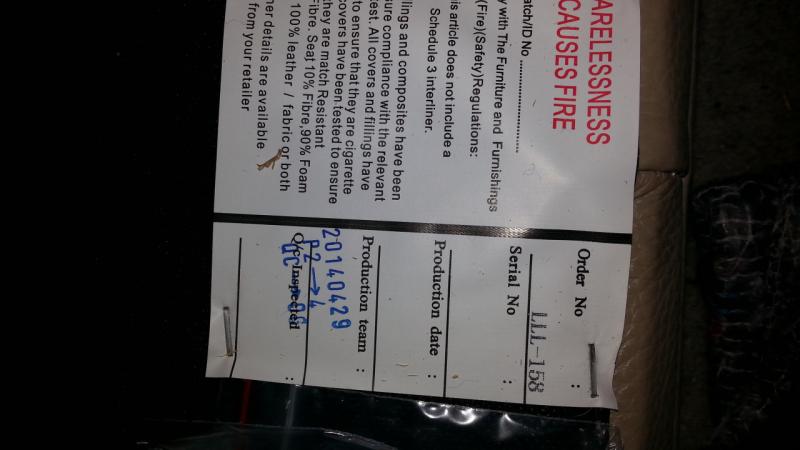 ARELESSNESS
CAUSES FIRE
atch/ID No ................................
y with The Furniture and Furnishings
(Fire)(Safety)Regulations:
is article does not include a
Schedule 3 interliner.
llings and composites have been
ure compliance with the relevant
est. All covers and fillings have
to ensure that they are cigarette
covers have been tested to ensure
they are match Resistant
Fibre. Seat,10% Fibre,90% Foam
100% leather / fabric or both
her details are available
from your retailer
Order No :
LLL-158
Serial No :
Production date :
Production team :
20140429
P2→4
Q/c Inspected :